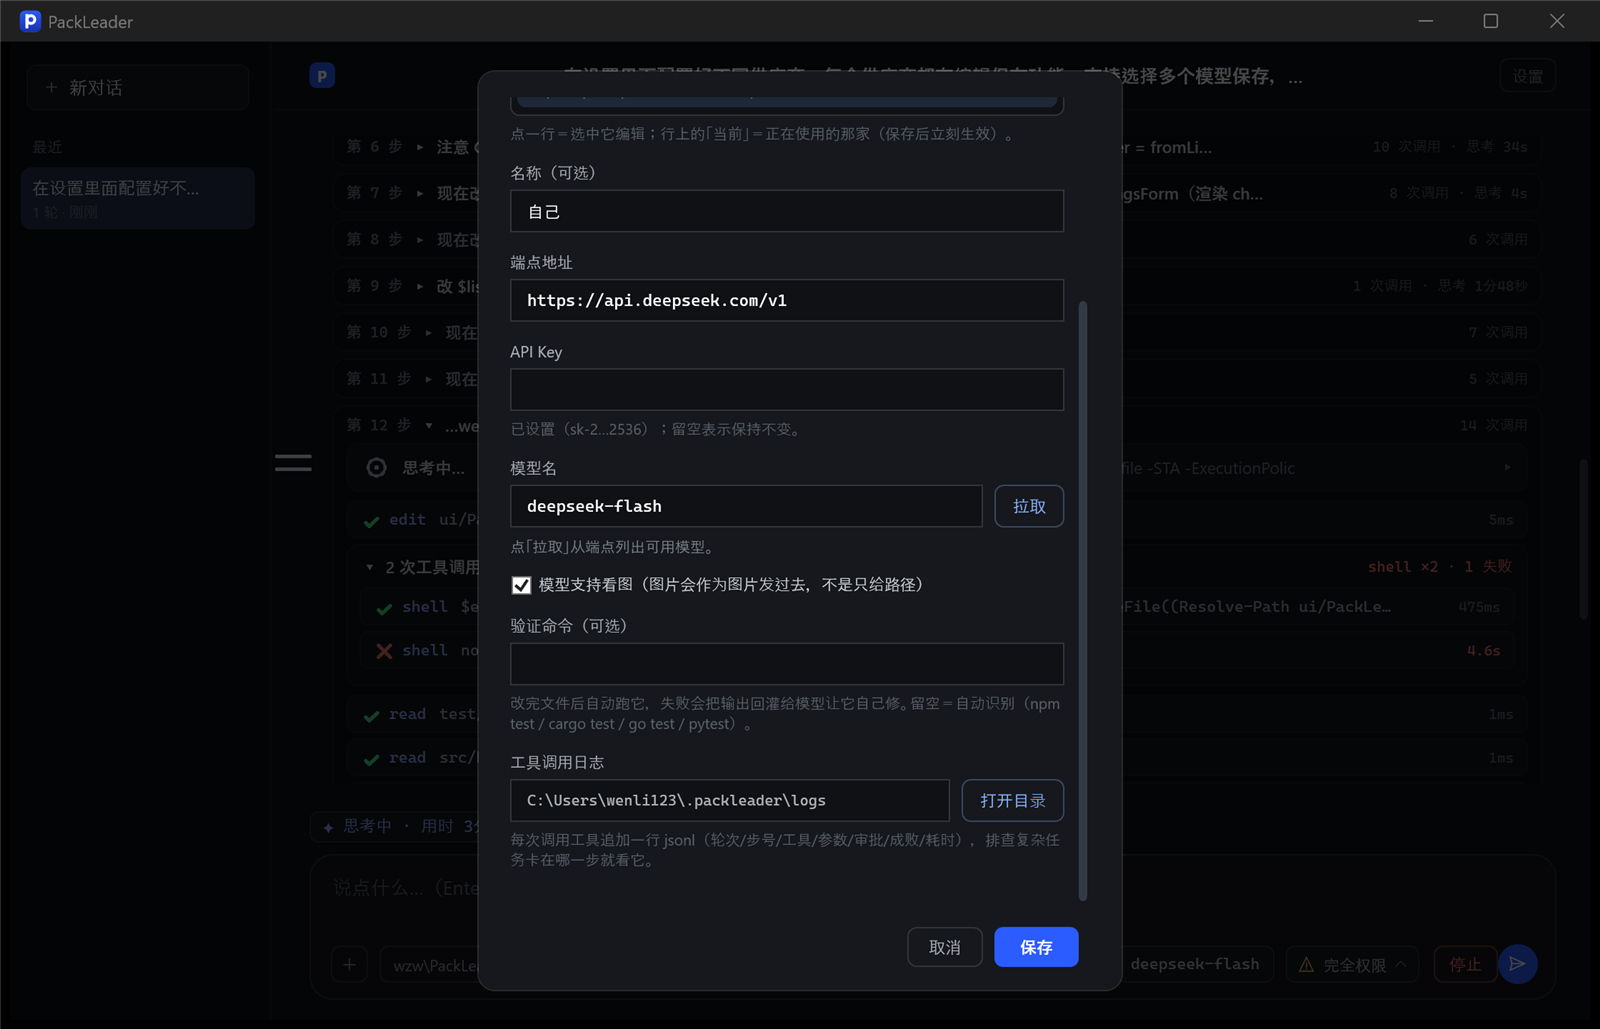 PackLeader
+ 新对话
设置
选择多个模型保存，...
最近
在设置里面配置好不...
1 轮 · 刚刚
第 6 步 ▸ 注意
r = fromLi...
10 次调用 · 思考 34s
第 7 步 ▸ 现在改
gsForm（渲染 ch...
8 次调用 · 思考 4s
第 8 步 ▸ 现在改
6 次调用
第 9 步 ▸ 改 $lis
1 次调用 · 思考 1分48秒
第 10 步 ▸ 现在
7 次调用
第 11 步 ▸ 现在
5 次调用
第 12 步 ▾ ...we
14 次调用
思考中...
file -STA -ExecutionPolic
edit ui/Pa
5ms
▾ 2 次工具调用
shell ×2 · 1 失败
shell $e
File((Resolve-Path ui/PackLe...
475ms
shell no
4.6s
read test
1ms
read src/
1ms
思考中 · 用时 3分
说点什么...（Ente
wzw\PackLea
deepseek-flash
完全权限
停止
点一行＝选中它编辑；行上的「当前」＝正在使用的那家（保存后立刻生效）。
名称（可选）
自己
端点地址
https://api.deepseek.com/v1
API Key
已设置（sk-2...2536）；留空表示保持不变。
模型名
deepseek-flash
拉取
点「拉取」从端点列出可用模型。
模型支持看图（图片会作为图片发过去，不是只给路径）
验证命令（可选）
改完文件后自动跑它，失败会把输出回灌给模型让它自己修。留空＝自动识别（npm
test / cargo test / go test / pytest）。
工具调用日志
C:\Users\wenli123\.packleader\logs
打开目录
每次调用工具追加一行 jsonl（轮次/步号/工具/参数/审批/成败/耗时），排查复杂任
务卡在哪一步就看它。
取消
保存